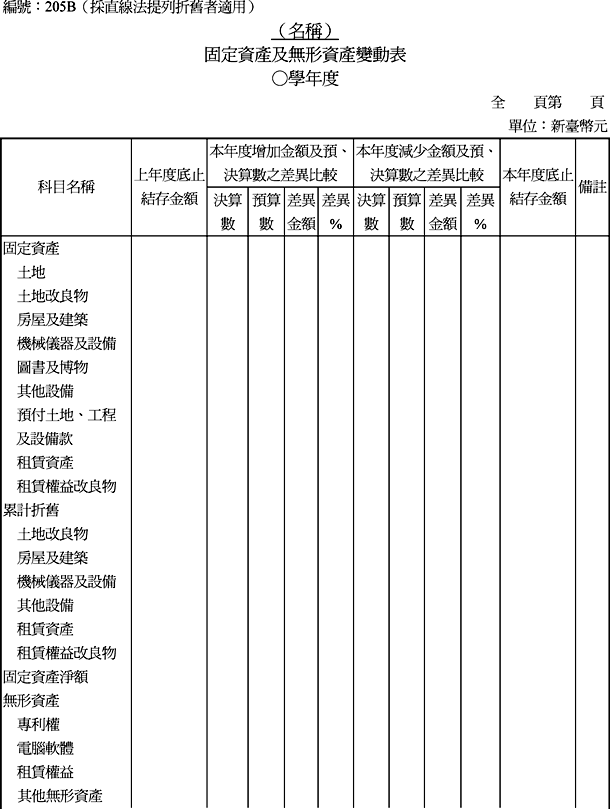 編號：205B（採直線法提列折舊者適用）
（名稱）
固定資產及無形資產變動表
○學年度
全　　頁第　　頁
單位：新臺幣元
科目名稱
上年度底止
結存金額
本年度增加金額及預、
決算數之差異比較
決算
數
預算
數
差異
金額
差異
%
本年度減少金額及預、
決算數之差異比較
決算
數
預算
數
差異
金額
差異
%
本年度底止
結存金額
備註
固定資產
土地
土地改良物
房屋及建築
機械儀器及設備
圖書及博物
其他設備
預付土地、工程
及設備款
租賃資產
租賃權益改良物
累計折舊
土地改良物
房屋及建築
機械儀器及設備
其他設備
租賃資產
租賃權益改良物
固定資產淨額
無形資產
專利權
電腦軟體
租賃權益
其他無形資產